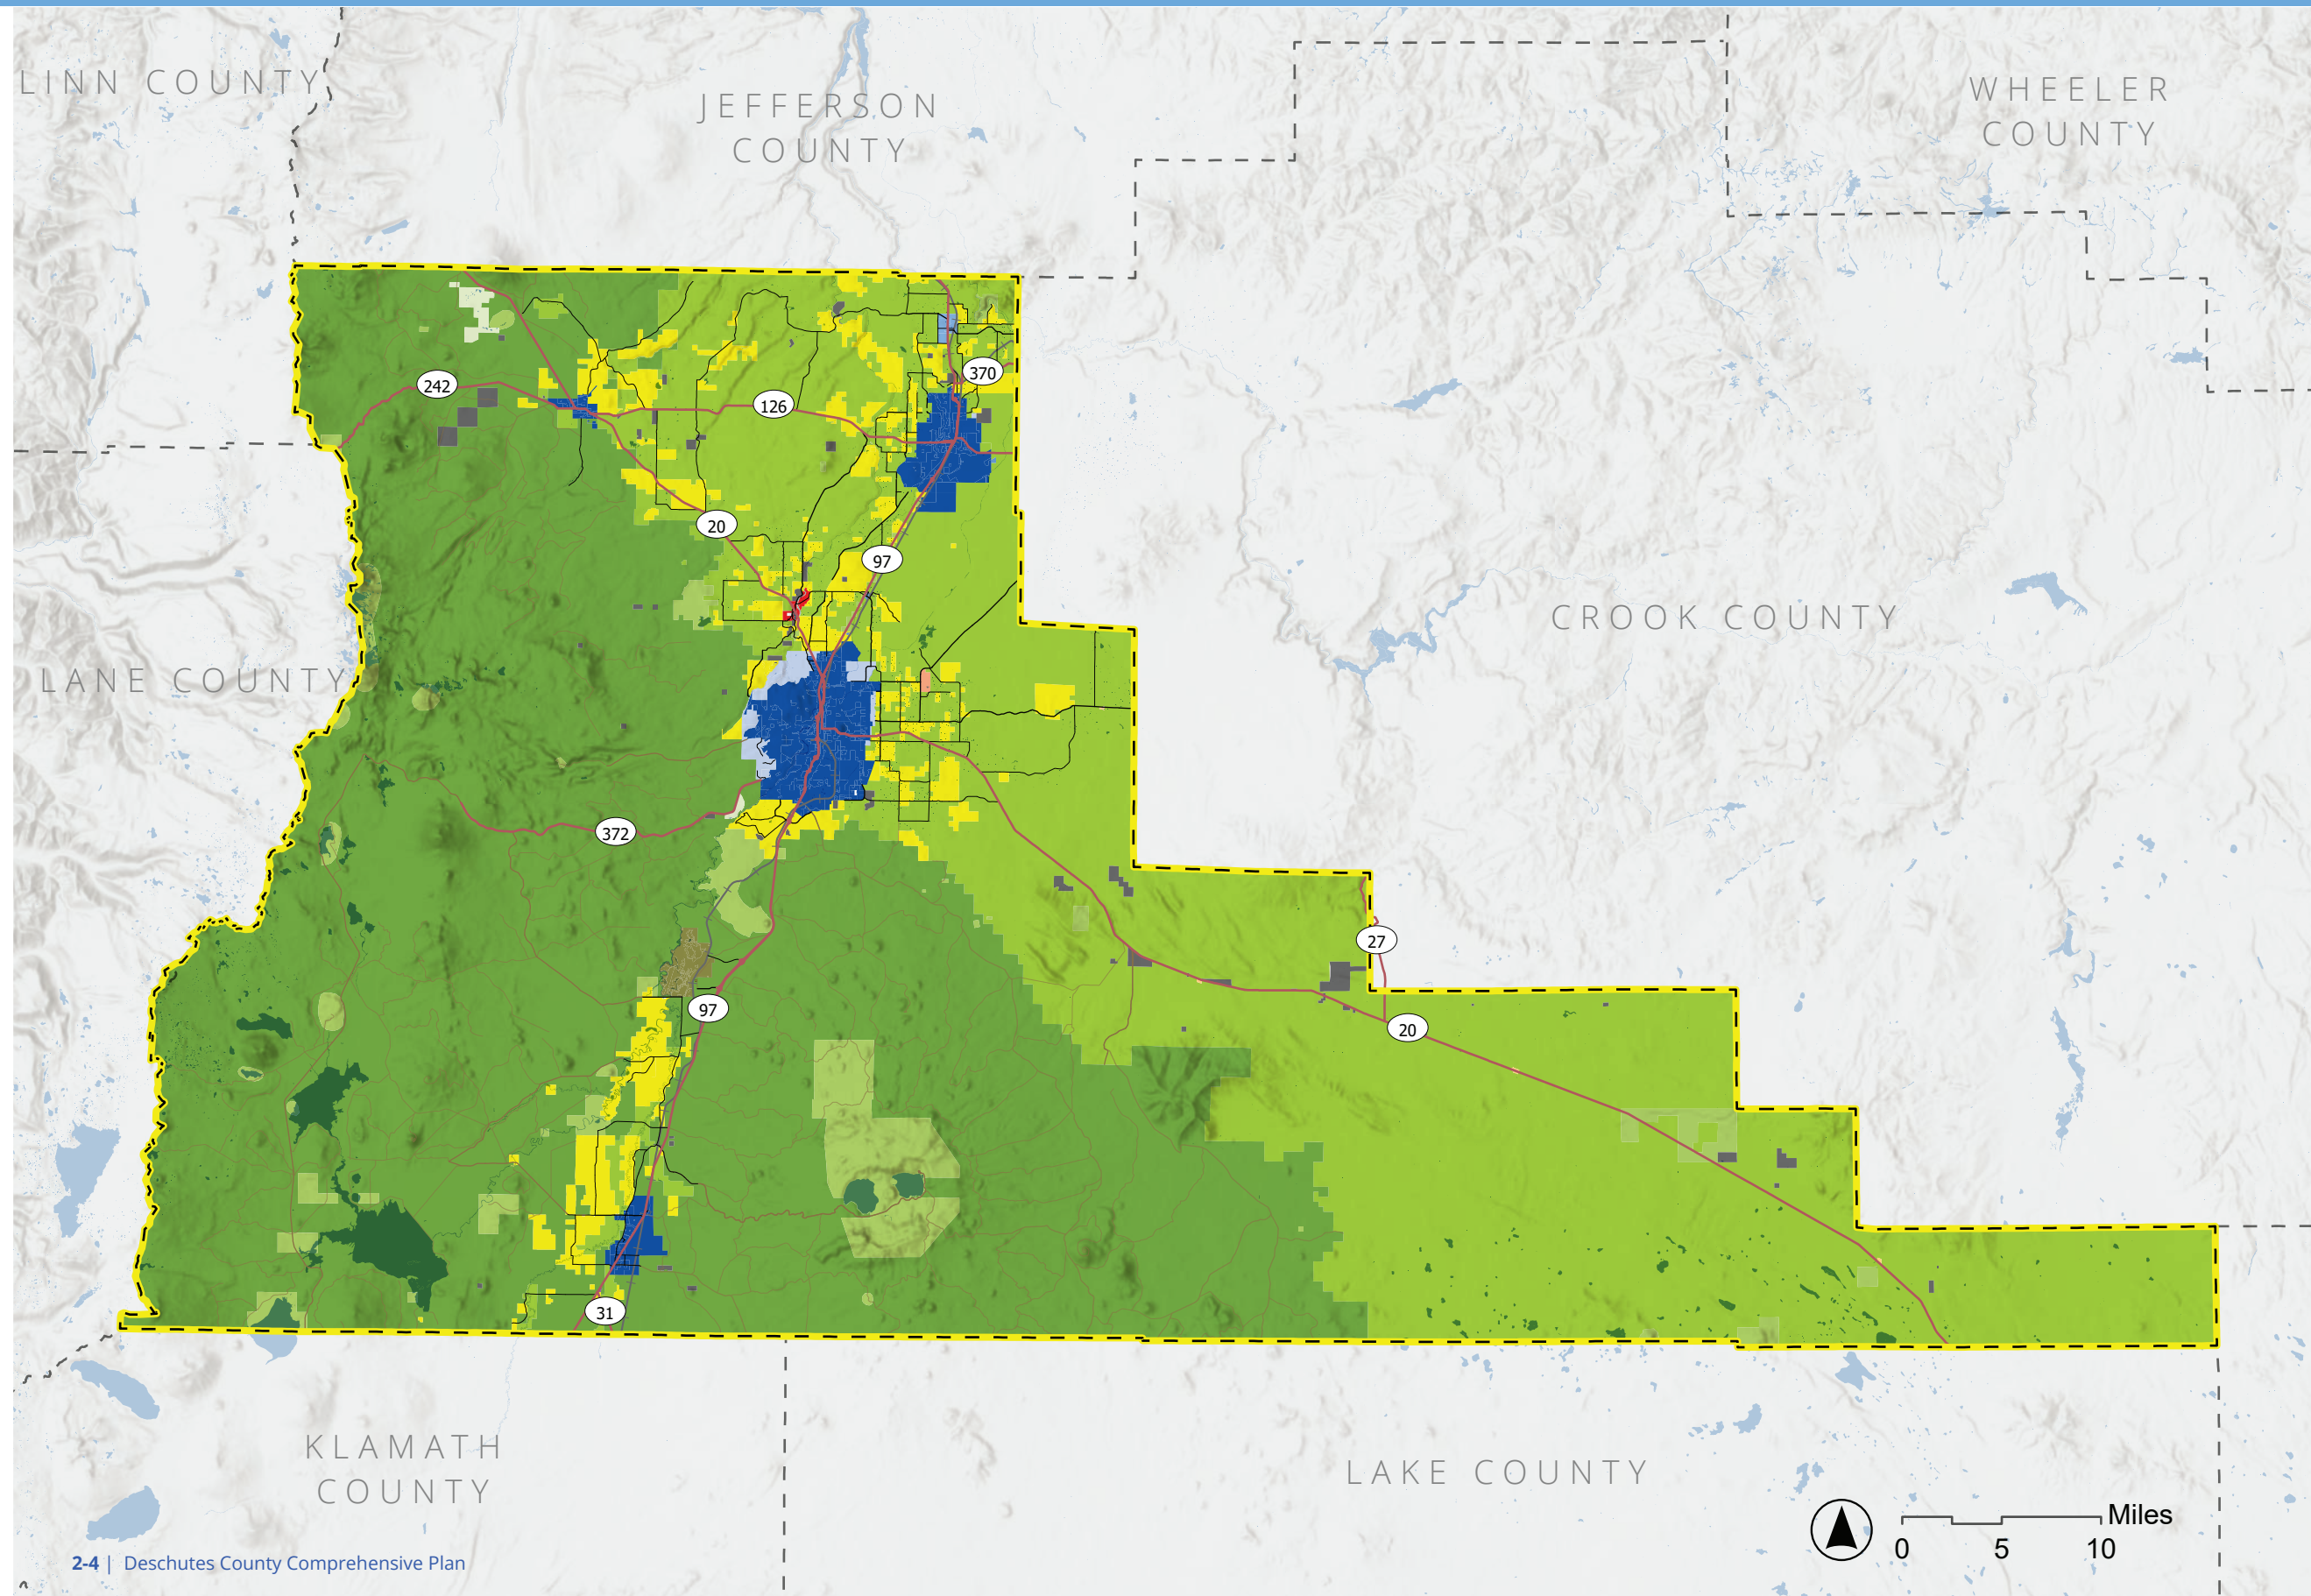 LINN COUNTY
JEFFERSON
COUNTY
WHEELER
COUNTY
242
370
126
20
97
CROOK COUNTY
LANE COUNTY
372
27
97
20
31
KLAMATH
COUNTY
LAKE COUNTY
Miles
0 5 10
2-4 | Deschutes County Comprehensive Plan